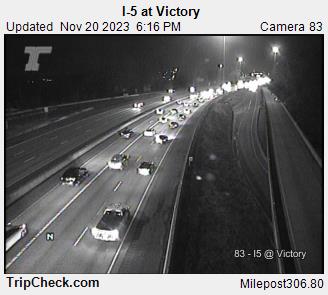 I-5 at Victory
Updated Nov 20 2023 6:16 PM Camera 83
T
N
83 - I5 @ Victory
TripCheck.com Milepost306.80